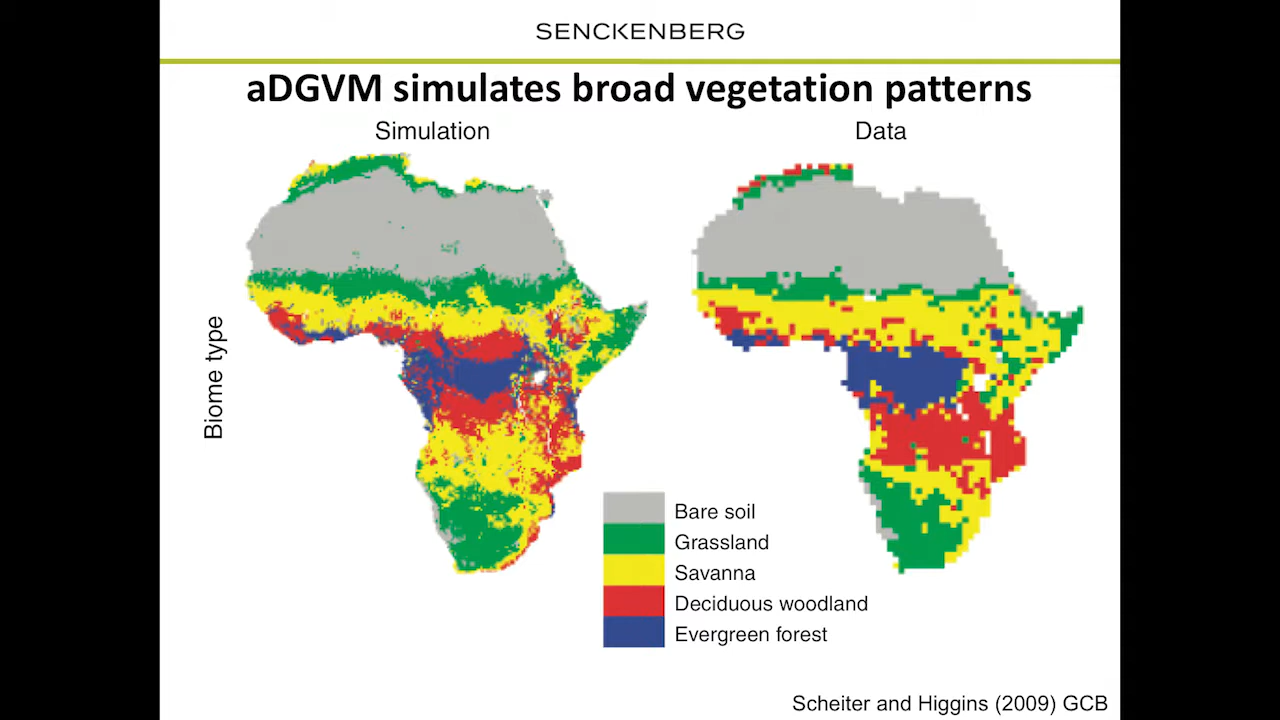 SENCKENBERG
aDGVM simulates broad vegetation patterns
Simulation
Data
Biome type
Bare soil
Grassland
Savanna
Deciduous woodland
Evergreen forest
Scheiter and Higgins (2009) GCB